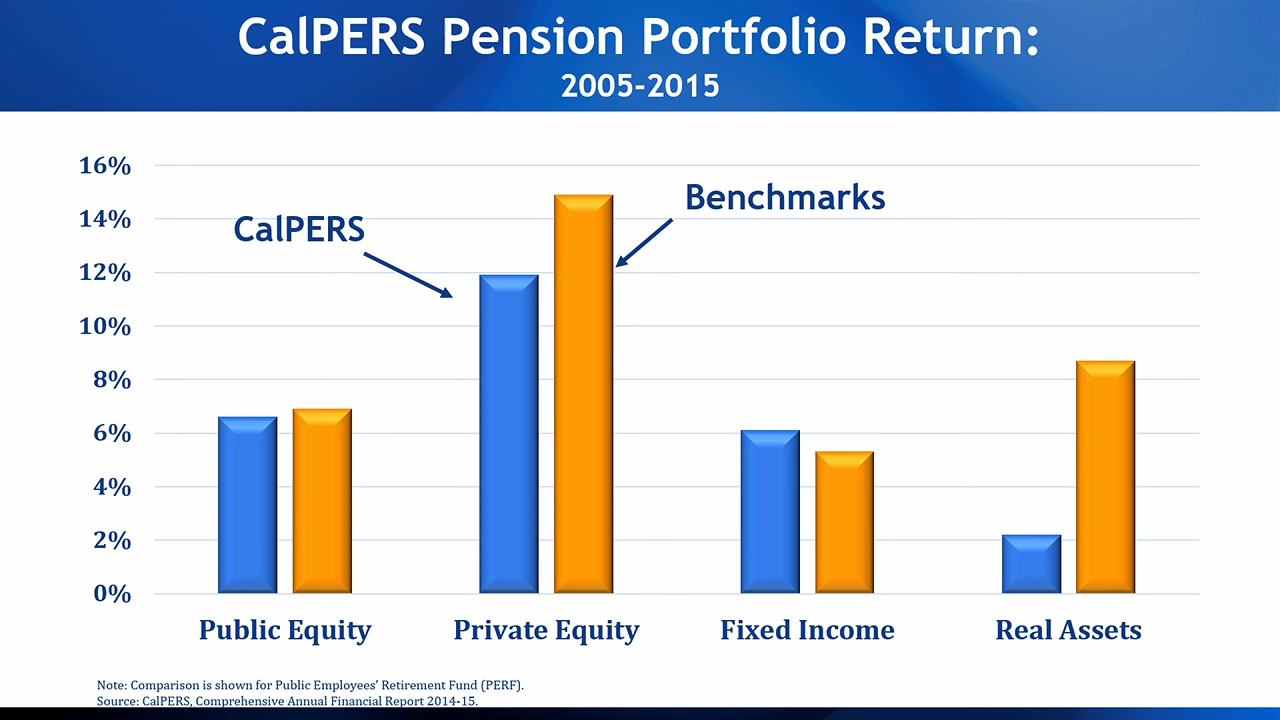 CalPERS Pension Portfolio Return:
2005-2015
16%
14%
12%
10%
8%
6%
4%
2%
0%
CalPERS
Benchmarks
Public Equity
Private Equity
Fixed Income
Real Assets
Note: Comparison is shown for Public Employees’ Retirement Fund (PERF).
Source: CalPERS, Comprehensive Annual Financial Report 2014-15.